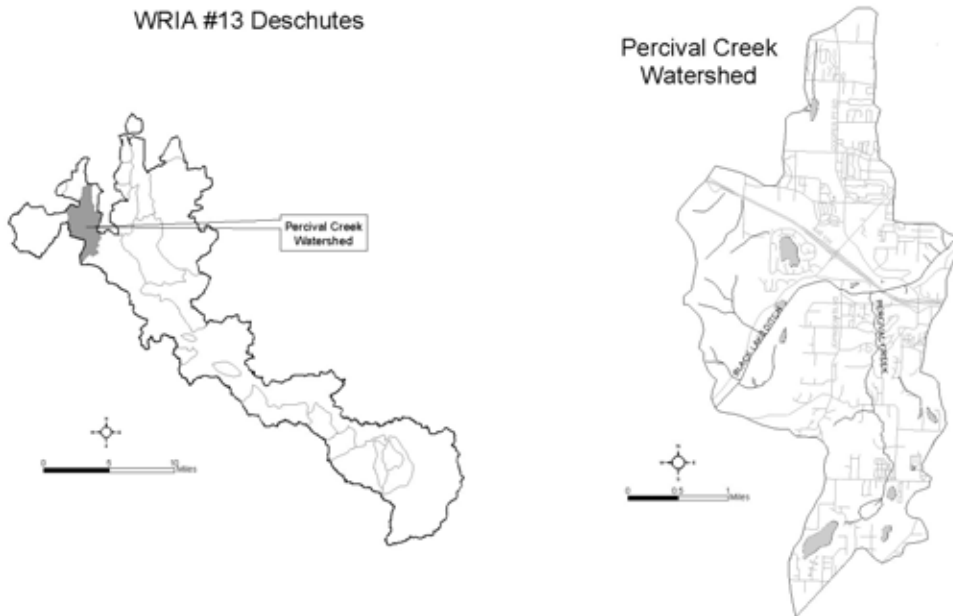 WRIA #13 Deschutes
Percival Creek
Watershed
0 5 10
Miles
Percival Creek
Watershed
BLACK LAKE DITCH
PERCIVAL CREEK
0 0.5 1
Miles